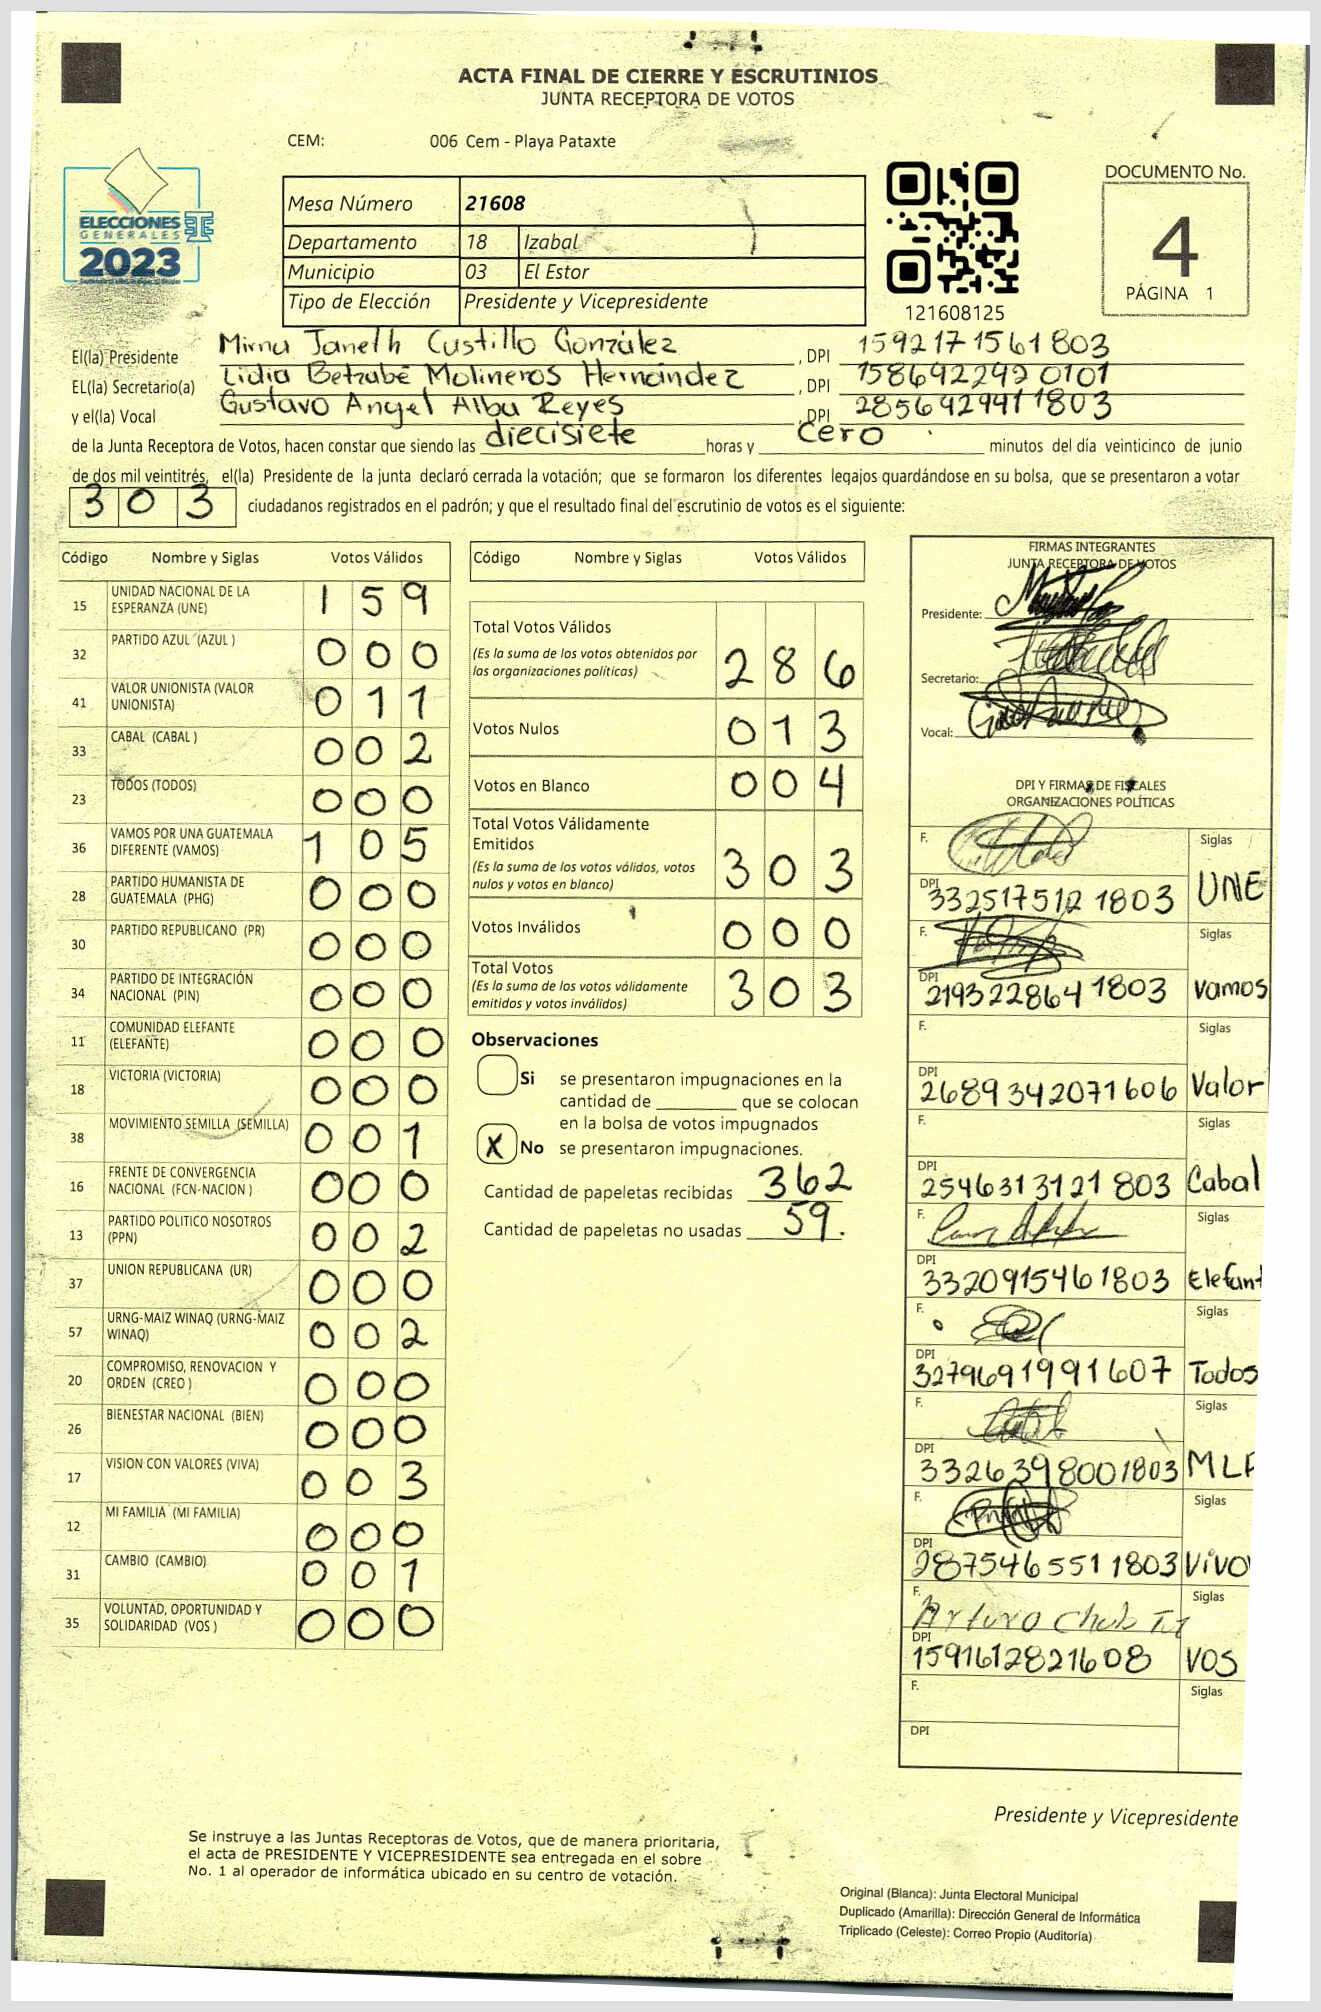 ACTA FINAL DE CIERRE Y ESCRUTINIOS
JUNTA RECEPTORA DE VOTOS
CEM: 006 Cem - Playa Pataxte
ELECCIONES
GENERALES
2023
Mesa Número 21608
Departamento 18 Izabal
Municipio 03 El Estor
Tipo de Elección Presidente y Vicepresidente
121608125
DOCUMENTO No.
4
PÁGINA 1
El(la) Presidente Mirna Janeth Custillo González , DPI 1592171561803
EL(la) Secretario(a) Lidia Betzabé Molineros Hernández , DPI 1586922920101
y el(la) Vocal Gustavo Angel Alba Reyes , DPI 2856929411803
de la Junta Receptora de Votos, hacen constar que siendo las diecisiete horas y cero minutos del día veinticinco de junio
de dos mil veintitrés, el(la) Presidente de la junta declaró cerrada la votación; que se formaron los diferentes legajos guardándose en su bolsa, que se presentaron a votar
303 ciudadanos registrados en el padrón; y que el resultado final del escrutinio de votos es el siguiente:
Código Nombre y Siglas Votos Válidos
15 UNIDAD NACIONAL DE LA ESPERANZA (UNE) 159
32 PARTIDO AZUL (AZUL ) 000
41 VALOR UNIONISTA (VALOR UNIONISTA) 011
33 CABAL (CABAL ) 002
23 TODOS (TODOS) 000
36 VAMOS POR UNA GUATEMALA DIFERENTE (VAMOS) 105
28 PARTIDO HUMANISTA DE GUATEMALA (PHG) 000
30 PARTIDO REPUBLICANO (PR) 000
34 PARTIDO DE INTEGRACIÓN NACIONAL (PIN) 000
11 COMUNIDAD ELEFANTE (ELEFANTE) 000
18 VICTORIA (VICTORIA) 000
38 MOVIMIENTO SEMILLA (SEMILLA) 001
16 FRENTE DE CONVERGENCIA NACIONAL (FCN-NACION ) 000
13 PARTIDO POLITICO NOSOTROS (PPN) 002
37 UNION REPUBLICANA (UR) 000
57 URNG-MAIZ WINAQ (URNG-MAIZ WINAQ) 002
20 COMPROMISO, RENOVACION Y ORDEN (CREO ) 000
26 BIENESTAR NACIONAL (BIEN) 000
17 VISION CON VALORES (VIVA) 003
12 MI FAMILIA (MI FAMILIA) 000
31 CAMBIO (CAMBIO) 001
35 VOLUNTAD, OPORTUNIDAD Y SOLIDARIDAD (VOS ) 000
Código Nombre y Siglas Votos Válidos
Total Votos Válidos
(Es la suma de los votos obtenidos por las organizaciones políticas) 286
Votos Nulos 013
Votos en Blanco 004
Total Votos Válidamente Emitidos
(Es la suma de los votos válidos, votos nulos y votos en blanco) 303
Votos Inválidos 000
Total Votos
(Es la suma de los votos válidamente emitidos y votos inválidos) 303
Observaciones
Si se presentaron impugnaciones en la
cantidad de ________ que se colocan
en la bolsa de votos impugnados
X No se presentaron impugnaciones.
Cantidad de papeletas recibidas 362
Cantidad de papeletas no usadas 59.
FIRMAS INTEGRANTES
JUNTA RECEPTORA DE VOTOS
Presidente:
Secretario:
Vocal:
DPI Y FIRMAS DE FISCALES
ORGANIZACIONES POLÍTICAS
F. Siglas
DPI 3325175121803 UNE
F. Siglas
DPI 2193228641803 vamos
F. Siglas
DPI 2689342071606 Valor
F. Siglas
DPI 2546313121803 Cabal
F. Siglas
DPI 3320915461803 Elefant
F. Siglas
DPI 3279691991607 Todos
F. Siglas
DPI 3326398001803 MLP
F. Siglas
DPI 2875465511803 VIVO
F. Arturo Chub Siglas
DPI 1591612821608 VOS
F. Siglas
DPI
Presidente y Vicepresidente
Se instruye a las Juntas Receptoras de Votos, que de manera prioritaria,
el acta de PRESIDENTE Y VICEPRESIDENTE sea entregada en el sobre
No. 1 al operador de informática ubicado en su centro de votación.
Original (Blanca): Junta Electoral Municipal
Duplicado (Amarilla): Dirección General de Informática
Triplicado (Celeste): Correo Propio (Auditoría)